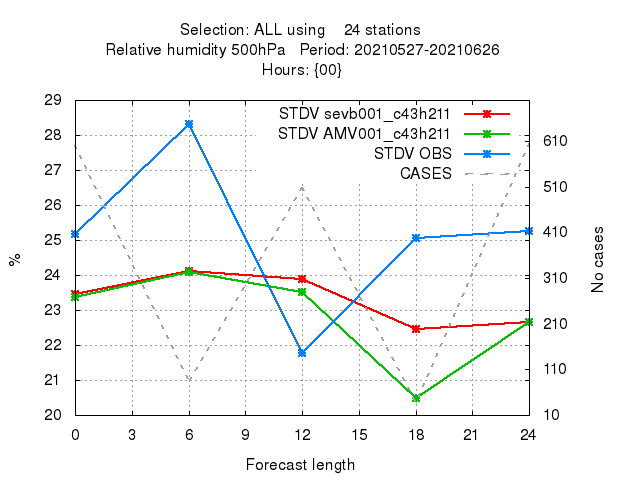 Selection: ALL using    24 stations
Relative humidity 500hPa   Period: 20210527-20210626
Hours: {00}
STDV sevb001_c43h211
STDV AMV001_c43h211
STDV OBS
CASES
29
28
27
26
25
24
23
22
21
20
%
610
510
410
310
210
110
10
No cases
0 3 6 9 12 15 18 21 24
Forecast length